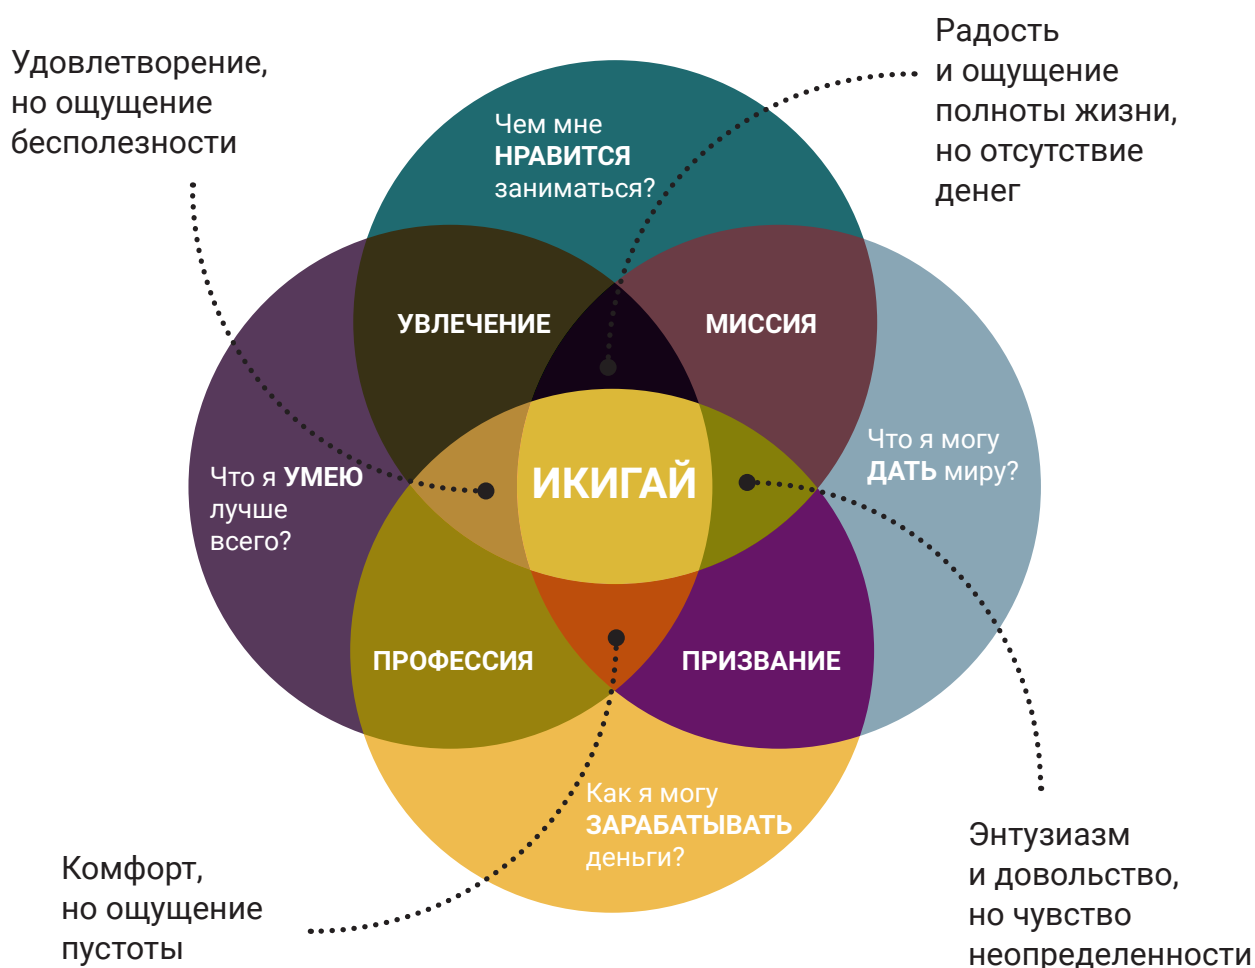 Удовлетворение,
но ощущение
бесполезности
Радость
и ощущение
полноты жизни,
но отсутствие
денег
Чем мне
НРАВИТСЯ
заниматься?
УВЛЕЧЕНИЕ
МИССИЯ
Что я УМЕЮ
лучше
всего?
ИКИГАЙ
Что я могу
ДАТЬ миру?
ПРОФЕССИЯ
ПРИЗВАНИЕ
Как я могу
ЗАРАБАТЫВАТЬ
деньги?
Комфорт,
но ощущение
пустоты
Энтузиазм
и довольство,
но чувство
неопределенности